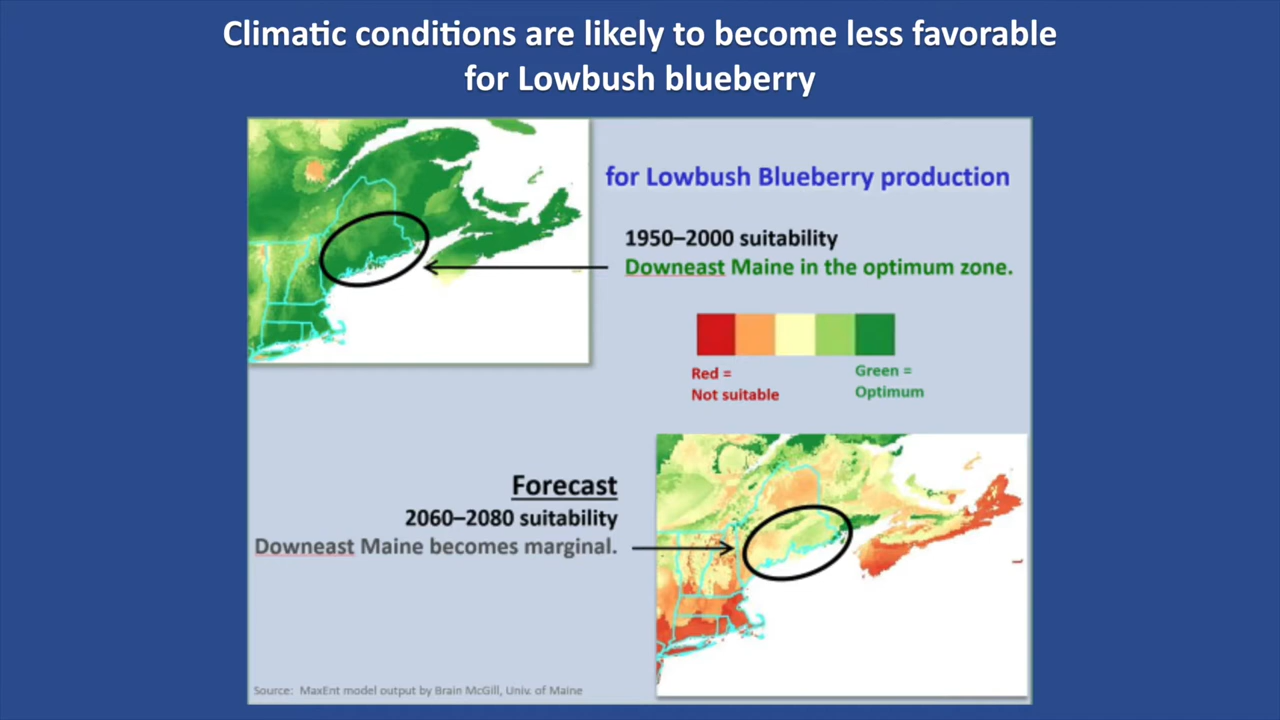 Climatic conditions are likely to become less favorable
for Lowbush blueberry
for Lowbush Blueberry production
1950–2000 suitability
Downeast Maine in the optimum zone.
Red =
Not suitable
Green =
Optimum
Forecast
2060–2080 suitability
Downeast Maine becomes marginal.
Source: MaxEnt model output by Brain McGill, Univ. of Maine